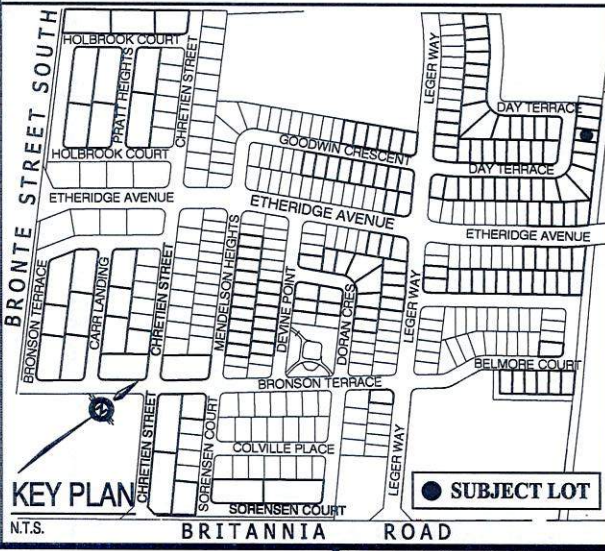 HOLBROOK COURT
PRATT HEIGHTS
CHRETIEN STREET
LEGER WAY
DAY TERRACE
BRONTE STREET SOUTH
HOLBROOK COURT
GOODWIN CRESCENT
DAY TERRACE
ETHERIDGE AVENUE
ETHERIDGE AVENUE
ETHERIDGE AVENUE
BRONSON TERRACE
CARR LANDING
CHRETIEN STREET
MENDELSON HEIGHTS
DEVINE POINT
DORAN CRES
LEGER WAY
BELMORE COURT
BRONSON TERRACE
N
CHRETIEN STREET
SORENSEN COURT
COLVILLE PLACE
LEGER WAY
KEY PLAN
SUBJECT LOT
SORENSEN COURT
N.T.S.
BRITANNIA ROAD